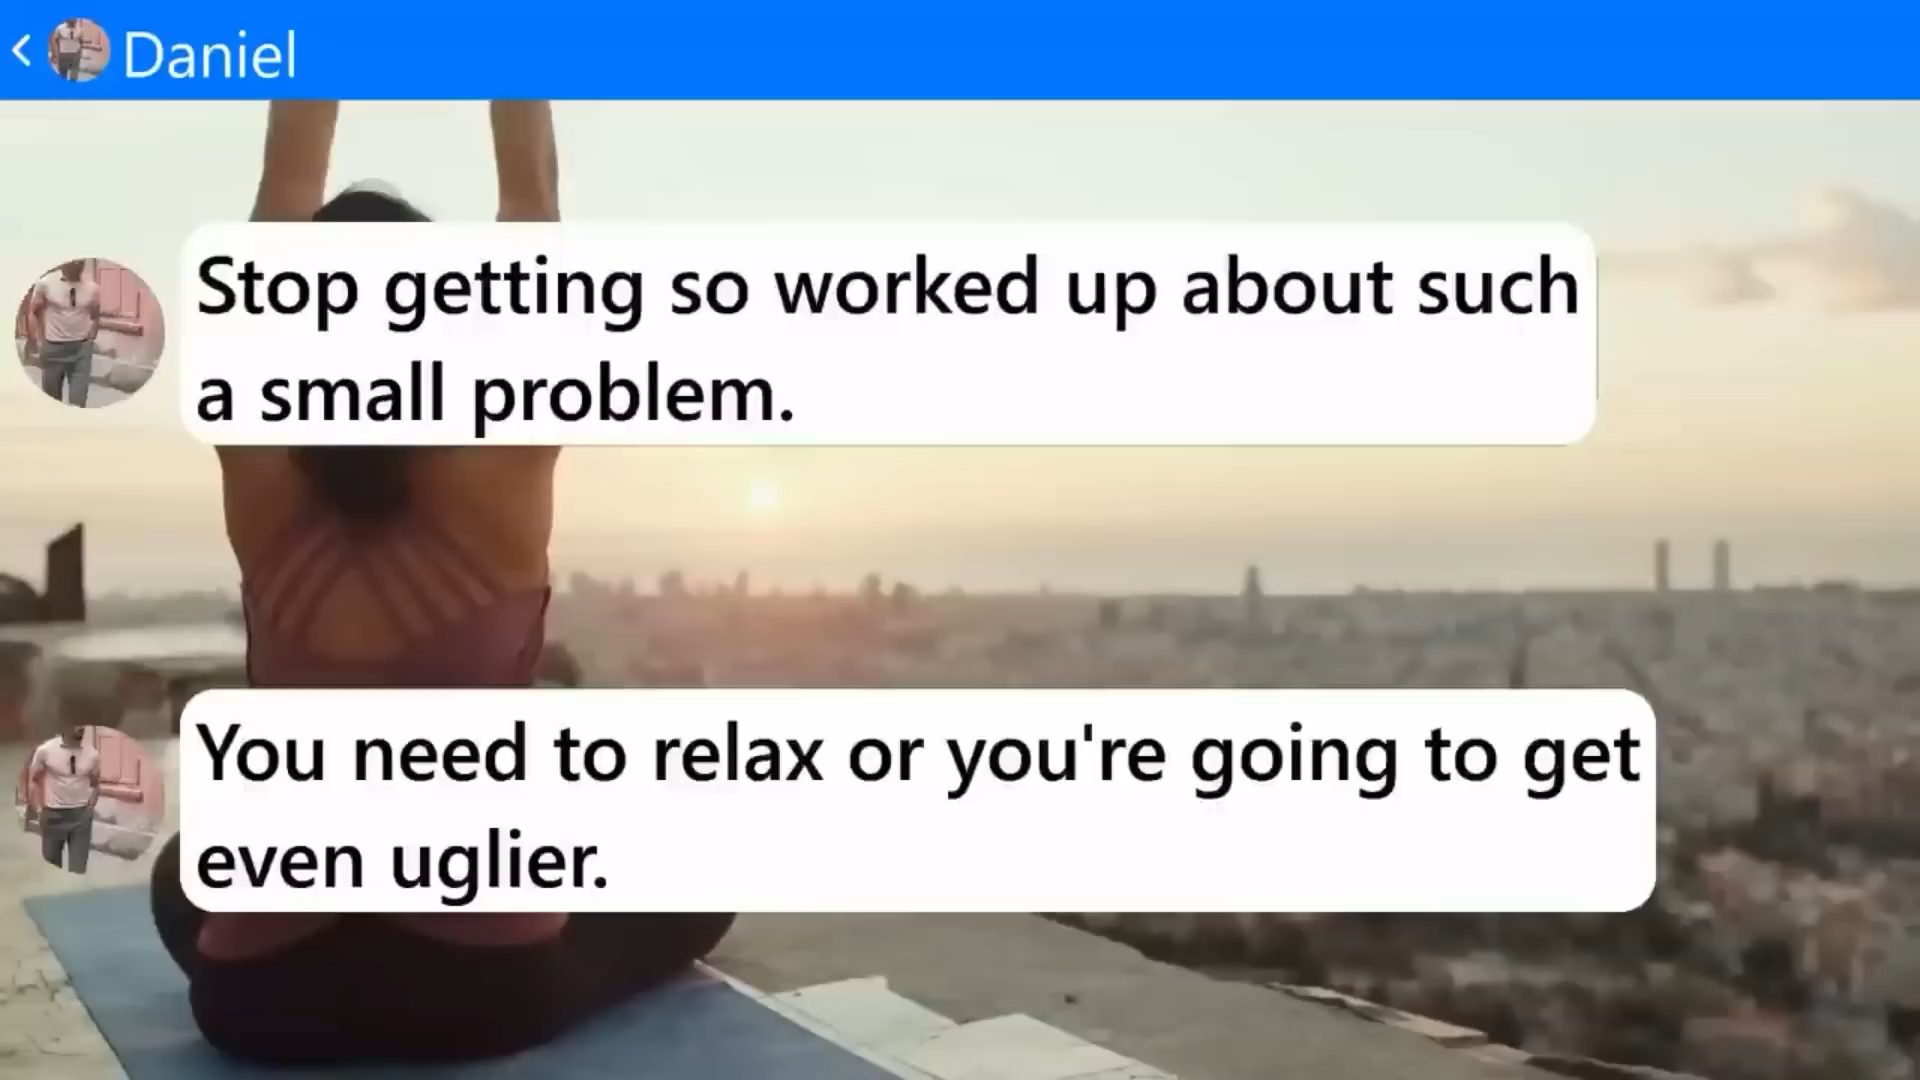 Daniel
Stop getting so worked up about such
a small problem.
You need to relax or you're going to get
even uglier.